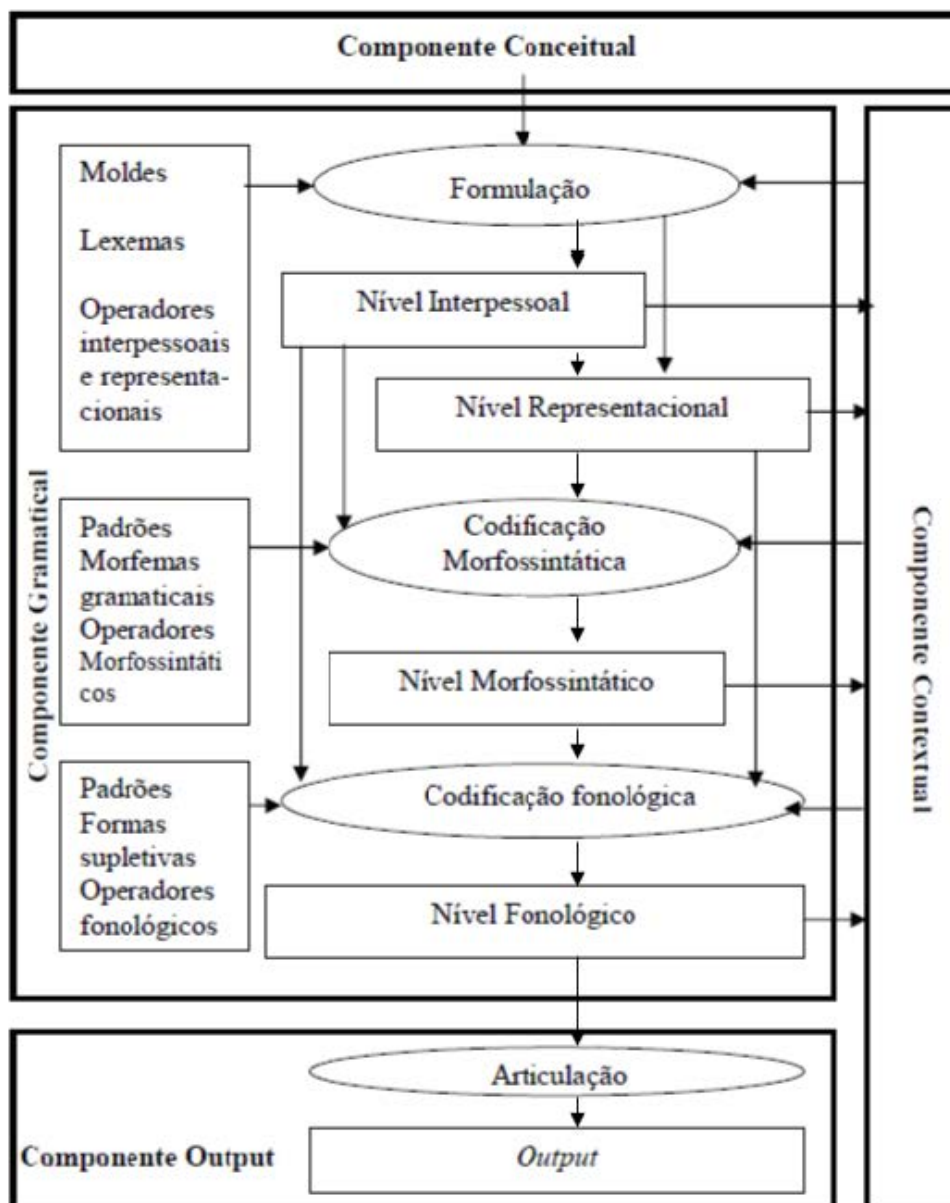 Componente Conceitual
Moldes
Lexemas
Operadores
interpessoais
e representa-
cionais
Formulação
Nível Interpessoal
Nível Representacional
Padrões
Morfemas
gramaticais
Operadores
Morfossintáti
cos
Codificação
Morfossintática
Nível Morfossintático
Padrões
Formas
supletivas
Operadores
fonológicos
Codificação fonológica
Nível Fonológico
Componente Gramatical
Componente Contextual
Articulação
Componente Output
Output